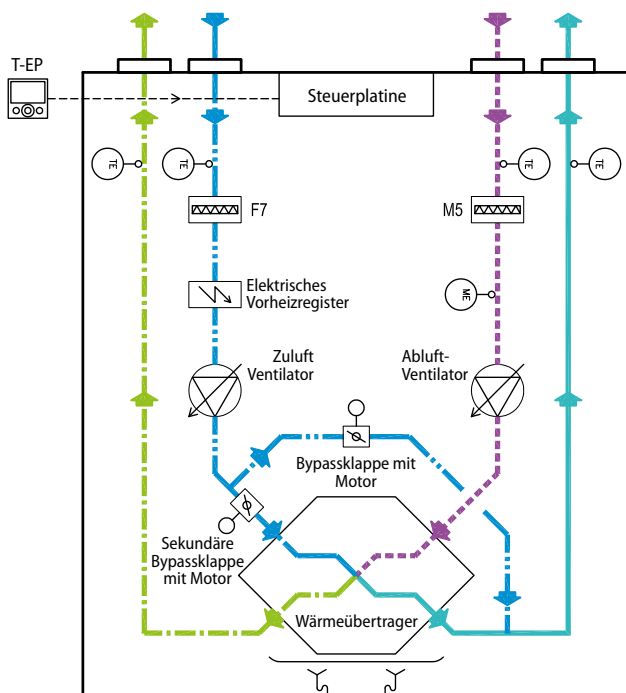 T-EP
Steuerplatine
TE
TE
TE
TE
F7
M5
Elektrisches
Vorheizregister
ME
Zuluft
Ventilator
Abluft-
Ventilator
Bypassklappe mit
Motor
Sekundäre
Bypassklappe
mit Motor
Wärmeübertrager